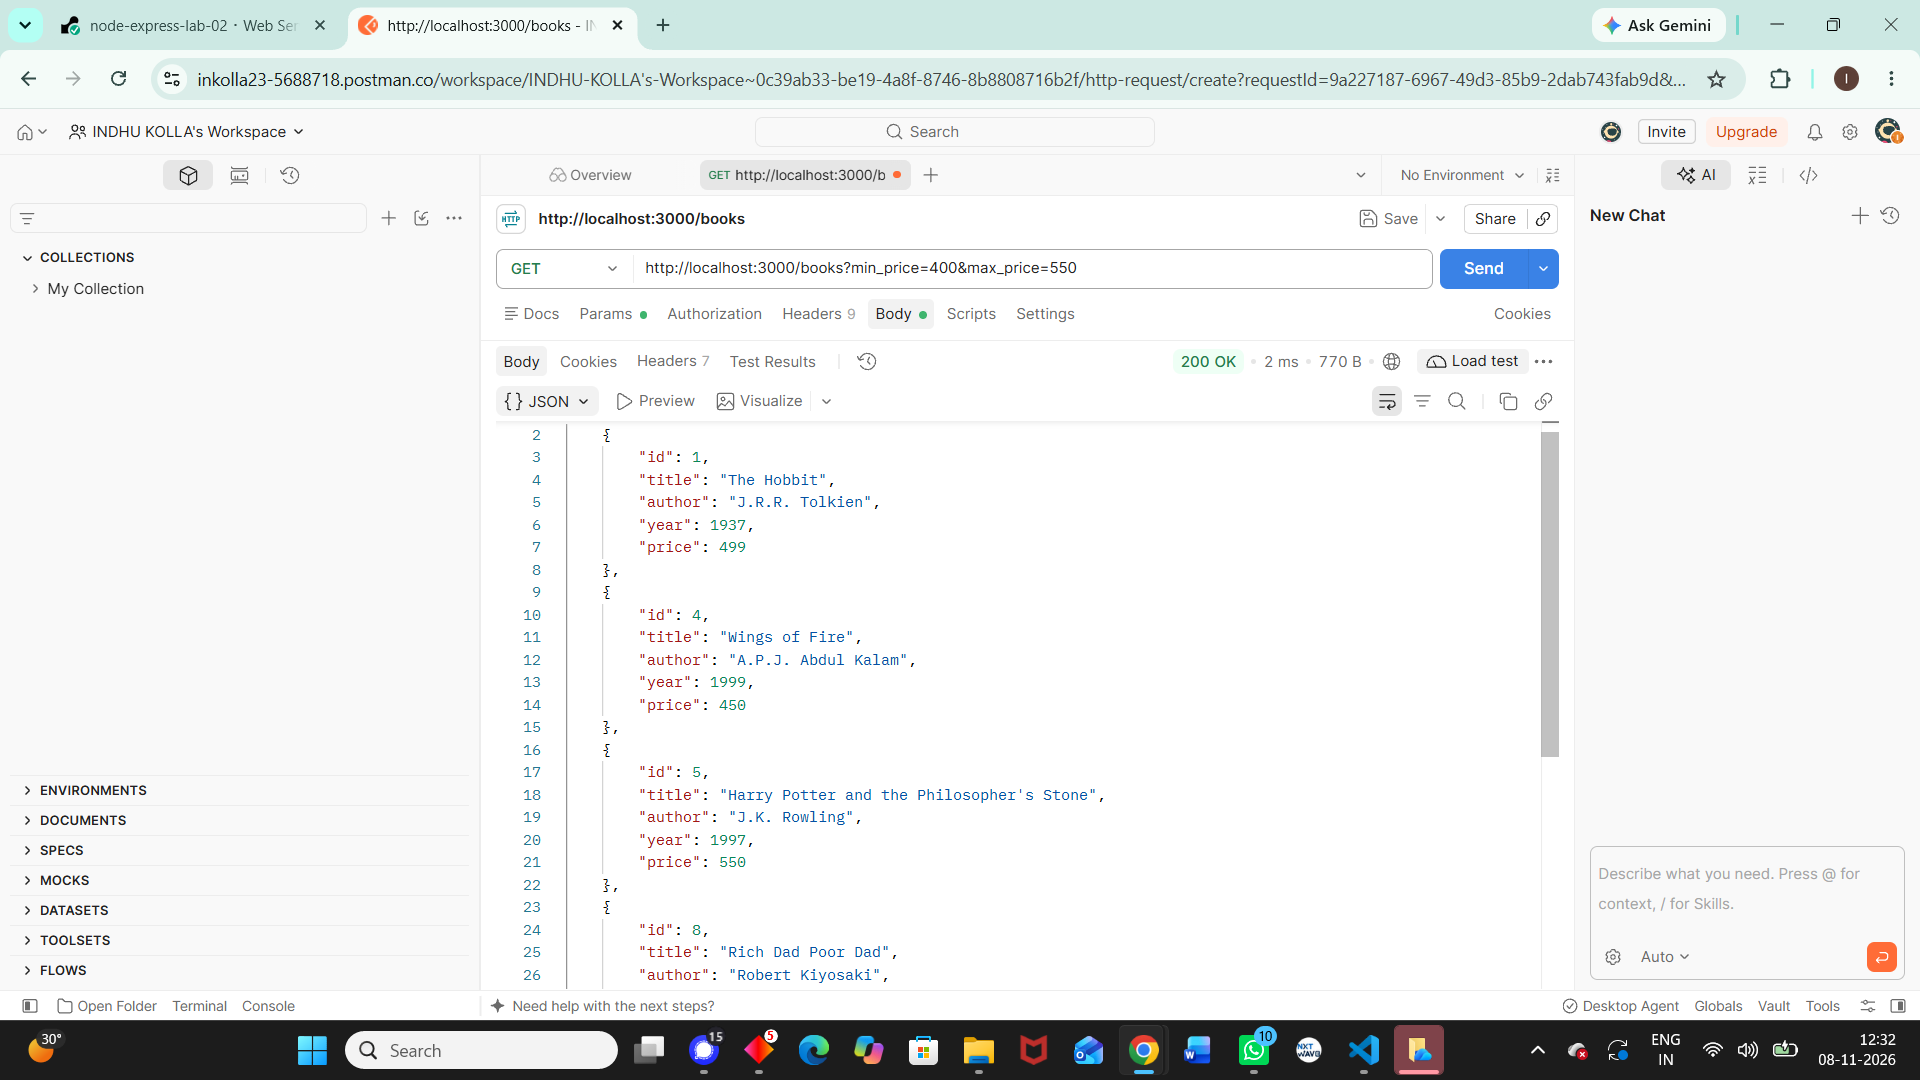 node-express-lab-02 · Web Ser
http://localhost:3000/books - IN
Ask Gemini
inkolla23-5688718.postman.co/workspace/INDHU-KOLLA's-Workspace~0c39ab33-be19-4a8f-8746-8b8808716b2f/http-request/create?requestId=9a227187-6967-49d3-85b9-2dab743fab9d&...
I
INDHU KOLLA's Workspace
Search
Invite
Upgrade
Overview
GET http://localhost:3000/b
No Environment
AI
http://localhost:3000/books
Save
Share
New Chat
COLLECTIONS
My Collection
GET
http://localhost:3000/books?min_price=400&max_price=550
Send
Docs
Params
Authorization
Headers 9
Body
Scripts
Settings
Cookies
Body
Cookies
Headers 7
Test Results
200 OK
2 ms
770 B
Load test
{} JSON
Preview
Visualize
2 {
3 "id": 1,
4 "title": "The Hobbit",
5 "author": "J.R.R. Tolkien",
6 "year": 1937,
7 "price": 499
8 },
9 {
10 "id": 4,
11 "title": "Wings of Fire",
12 "author": "A.P.J. Abdul Kalam",
13 "year": 1999,
14 "price": 450
15 },
16 {
17 "id": 5,
18 "title": "Harry Potter and the Philosopher's Stone",
19 "author": "J.K. Rowling",
20 "year": 1997,
21 "price": 550
22 },
23 {
24 "id": 8,
25 "title": "Rich Dad Poor Dad",
26 "author": "Robert Kiyosaki",
ENVIRONMENTS
DOCUMENTS
SPECS
MOCKS
DATASETS
TOOLSETS
FLOWS
Describe what you need. Press @ for
context, / for Skills.
Auto
Open Folder
Terminal
Console
Need help with the next steps?
Desktop Agent
Globals
Vault
Tools
30°
Search
15
5
10
NXT
WAVE
ENG
IN
12:32
08-11-2026